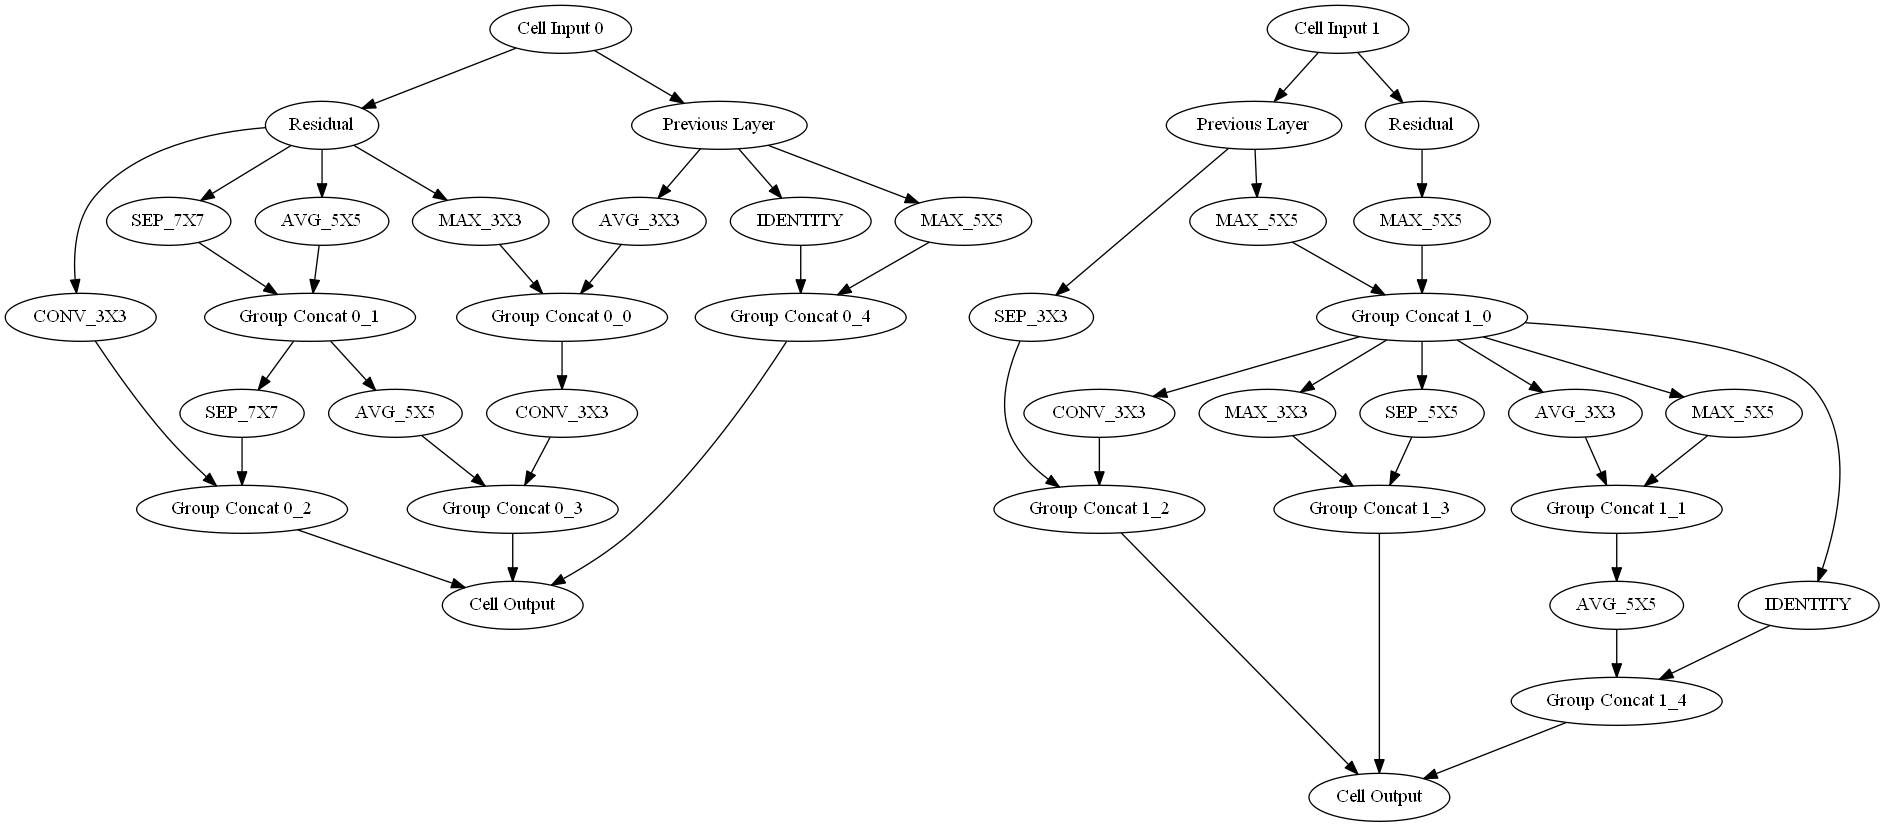 Cell Input 0
Residual
Previous Layer
SEP_7X7
AVG_5X5
MAX_3X3
AVG_3X3
IDENTITY
MAX_5X5
CONV_3X3
Group Concat 0_1
Group Concat 0_0
Group Concat 0_4
SEP_7X7
AVG_5X5
CONV_3X3
Group Concat 0_2
Group Concat 0_3
Cell Output
Cell Input 1
Previous Layer
Residual
MAX_5X5
MAX_5X5
SEP_3X3
Group Concat 1_0
CONV_3X3
MAX_3X3
SEP_5X5
AVG_3X3
MAX_5X5
Group Concat 1_2
Group Concat 1_3
Group Concat 1_1
AVG_5X5
IDENTITY
Group Concat 1_4
Cell Output